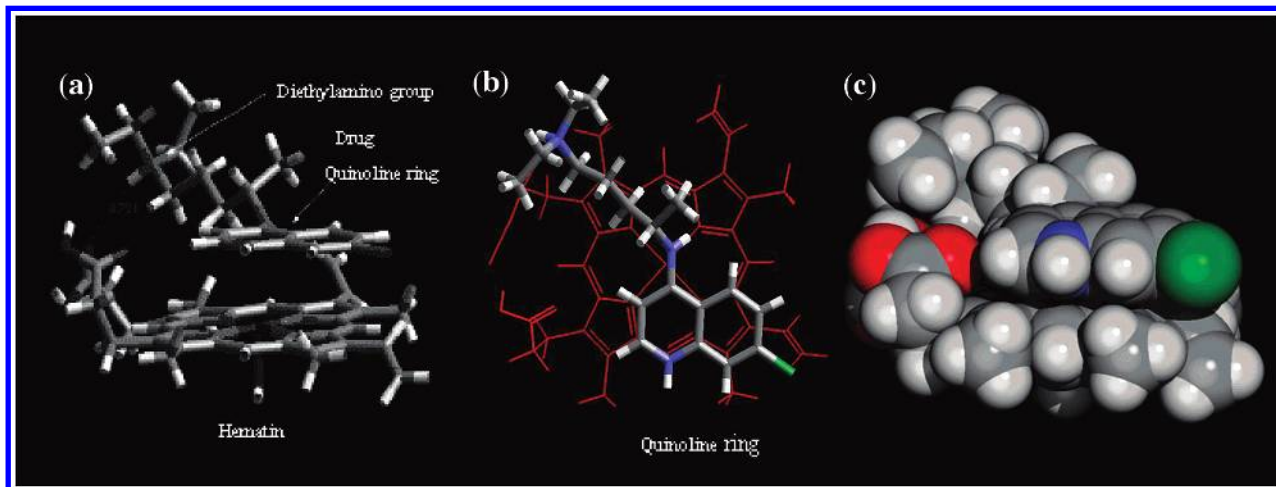 (a)
Diethylamino group
Drug
Quinoline ring
Hematin
(b)
Quinoline ring
(c)